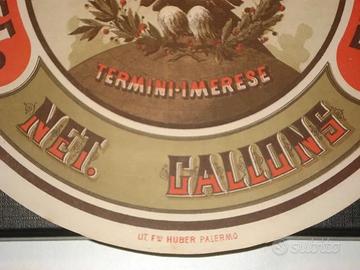 TERMINI-IMERESE
NET. GALLONS
LIT. F.LLI HUBER PALERMO
subito